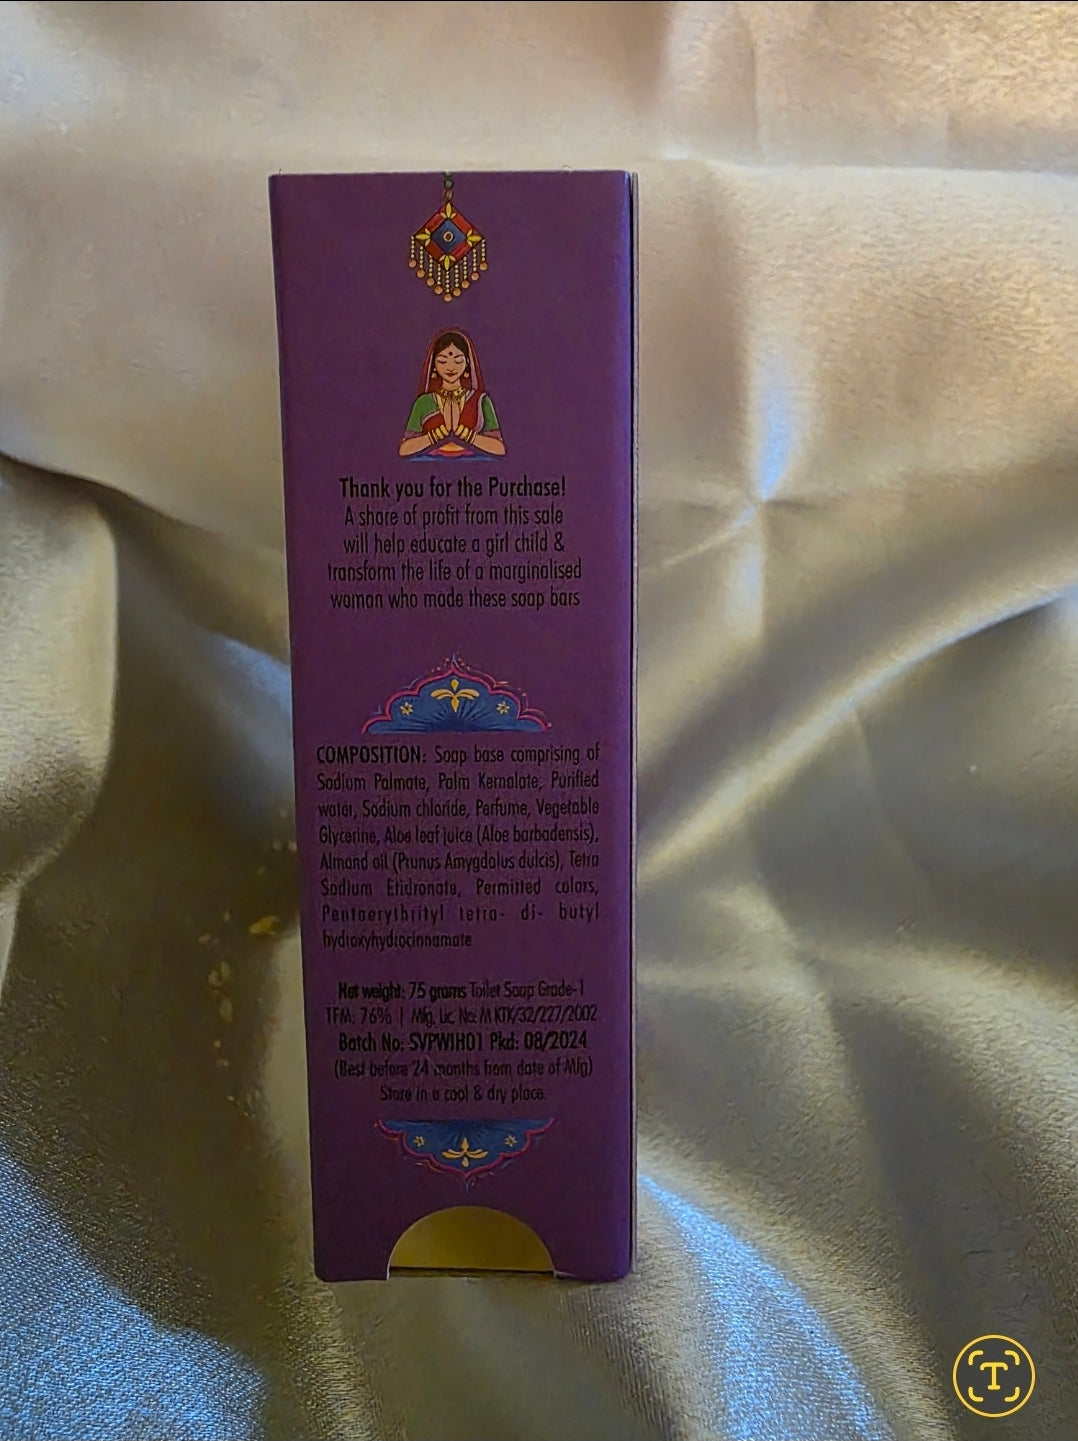 Thank you for the Purchase!
A share of profit from this sale
will help educate a girl child &
transform the life of a marginalised
woman who made these soap bars
COMPOSITION: Soap base comprising of
Sodium Palmate, Palm Kernalate, Purified
water, Sodium chloride, Perfume, Vegetable
Glycerine, Aloe leaf juice (Aloe barbadensis),
Almond oil (Prunus Amygdalus dulcis), Tetra
Sodium Etidronate, Permitted colors,
Pentaerythrityl tetra- di- butyl
hydroxyhydrocinnamate
Net weight: 75 grams Toilet Soap Grade-1
TFM: 76% | Mfg. Lic. No: M KTK/32/227/2002
Batch No: SVPWIH01 Pkd: 08/2024
(Best before 24 months from date of Mfg)
Store in a cool & dry place.
T